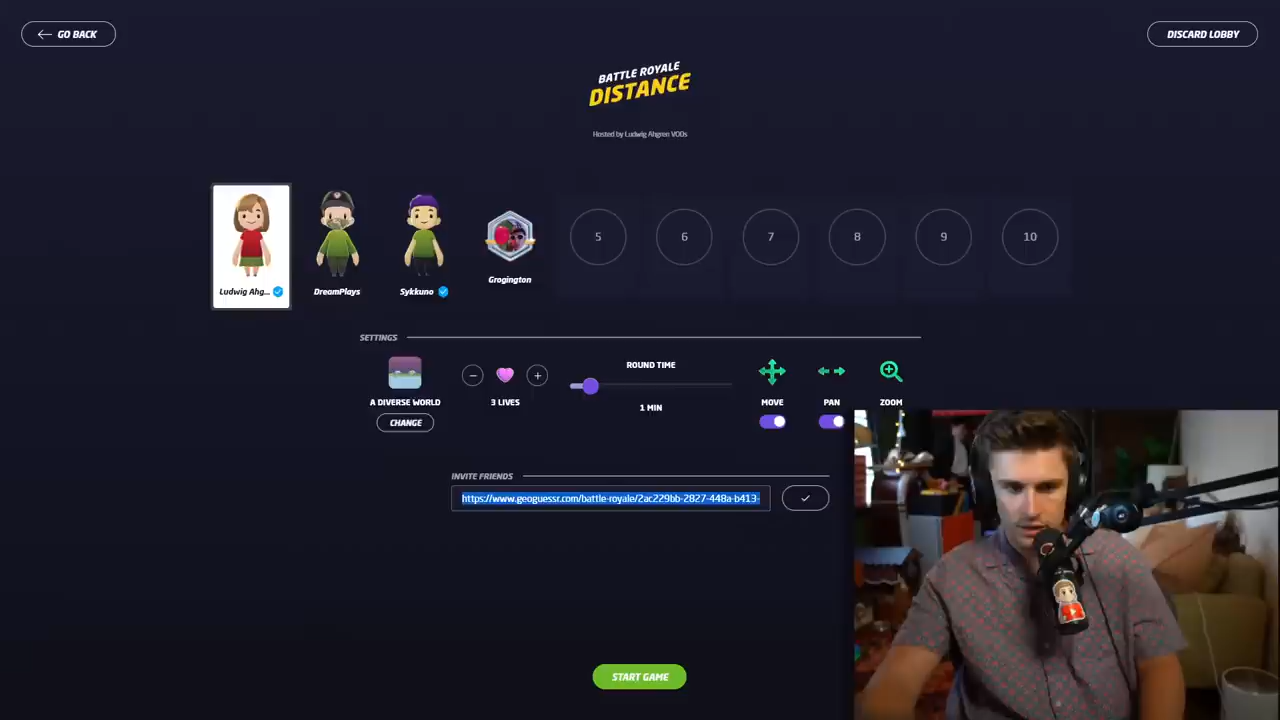 GO BACK
DISCARD LOBBY
BATTLE ROYALE
DISTANCE
Hosted by Ludwig Ahgren VODs
5
6
7
8
9
10
Ludwig Ahg...
DreamPlays
Sykkuno
Grogington
SETTINGS
ROUND TIME
A DIVERSE WORLD
3 LIVES
1 MIN
MOVE
PAN
ZOOM
CHANGE
INVITE FRIENDS
https://www.geoguessr.com/battle-royale/2ac229bb-2827-448a-b413-
START GAME